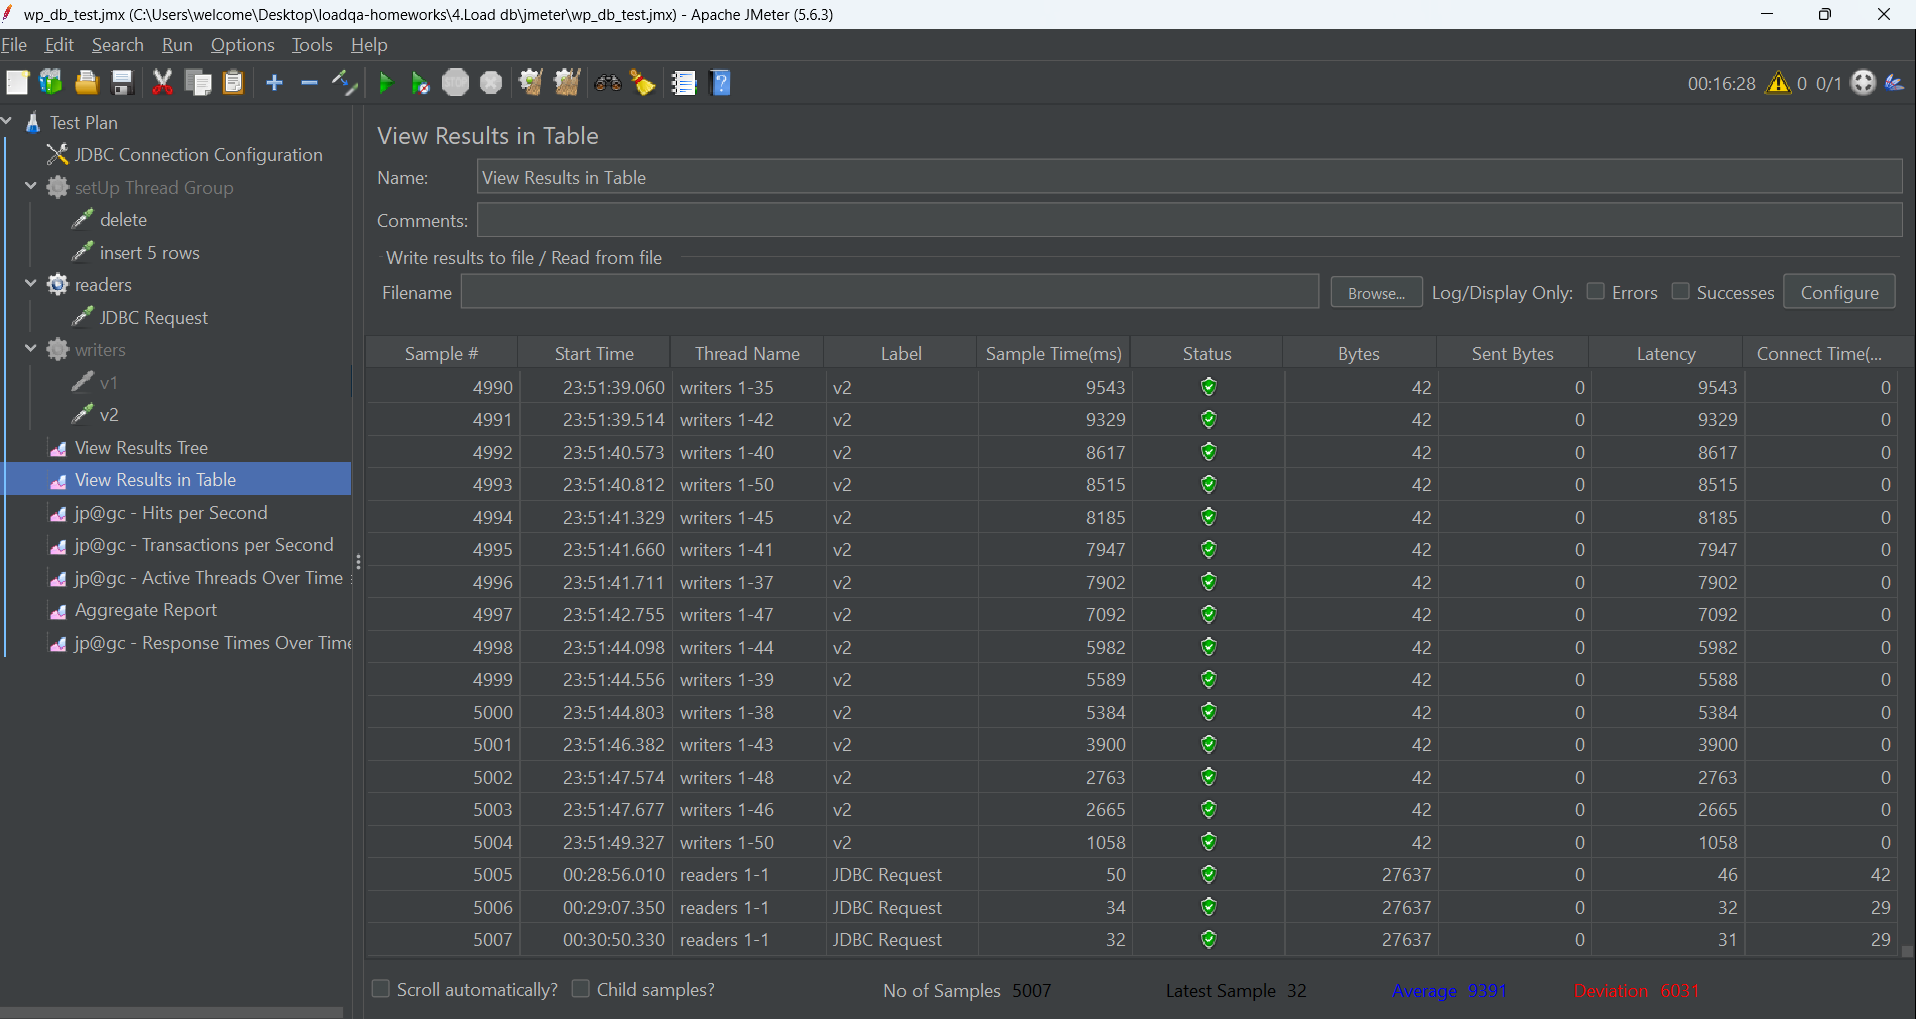 wp_db_test.jmx (C:\Users\welcome\Desktop\loadqa-homeworks\4.Load db\jmeter\wp_db_test.jmx) - Apache JMeter (5.6.3)
File Edit Search Run Options Tools Help
STOP 00:16:28 0 0/1
Test Plan
JDBC Connection Configuration
setUp Thread Group
delete
insert 5 rows
readers
JDBC Request
writers
v1
v2
View Results Tree
View Results in Table
jp@gc - Hits per Second
jp@gc - Transactions per Second
jp@gc - Active Threads Over Time
Aggregate Report
jp@gc - Response Times Over Time
View Results in Table
Name: View Results in Table
Comments:
Write results to file / Read from file
Filename Browse... Log/Display Only: Errors Successes Configure
Sample # Start Time Thread Name Label Sample Time(ms) Status Bytes Sent Bytes Latency Connect Time(...
4990 23:51:39.060 writers 1-35 v2 9543 42 0 9543 0
4991 23:51:39.514 writers 1-42 v2 9329 42 0 9329 0
4992 23:51:40.573 writers 1-40 v2 8617 42 0 8617 0
4993 23:51:40.812 writers 1-50 v2 8515 42 0 8515 0
4994 23:51:41.329 writers 1-45 v2 8185 42 0 8185 0
4995 23:51:41.660 writers 1-41 v2 7947 42 0 7947 0
4996 23:51:41.711 writers 1-37 v2 7902 42 0 7902 0
4997 23:51:42.755 writers 1-47 v2 7092 42 0 7092 0
4998 23:51:44.098 writers 1-44 v2 5982 42 0 5982 0
4999 23:51:44.556 writers 1-39 v2 5589 42 0 5588 0
5000 23:51:44.803 writers 1-38 v2 5384 42 0 5384 0
5001 23:51:46.382 writers 1-43 v2 3900 42 0 3900 0
5002 23:51:47.574 writers 1-48 v2 2763 42 0 2763 0
5003 23:51:47.677 writers 1-46 v2 2665 42 0 2665 0
5004 23:51:49.327 writers 1-50 v2 1058 42 0 1058 0
5005 00:28:56.010 readers 1-1 JDBC Request 50 27637 0 46 42
5006 00:29:07.350 readers 1-1 JDBC Request 34 27637 0 32 29
5007 00:30:50.330 readers 1-1 JDBC Request 32 27637 0 31 29
Scroll automatically? Child samples? No of Samples 5007 Latest Sample 32 Average 9391 Deviation 6031